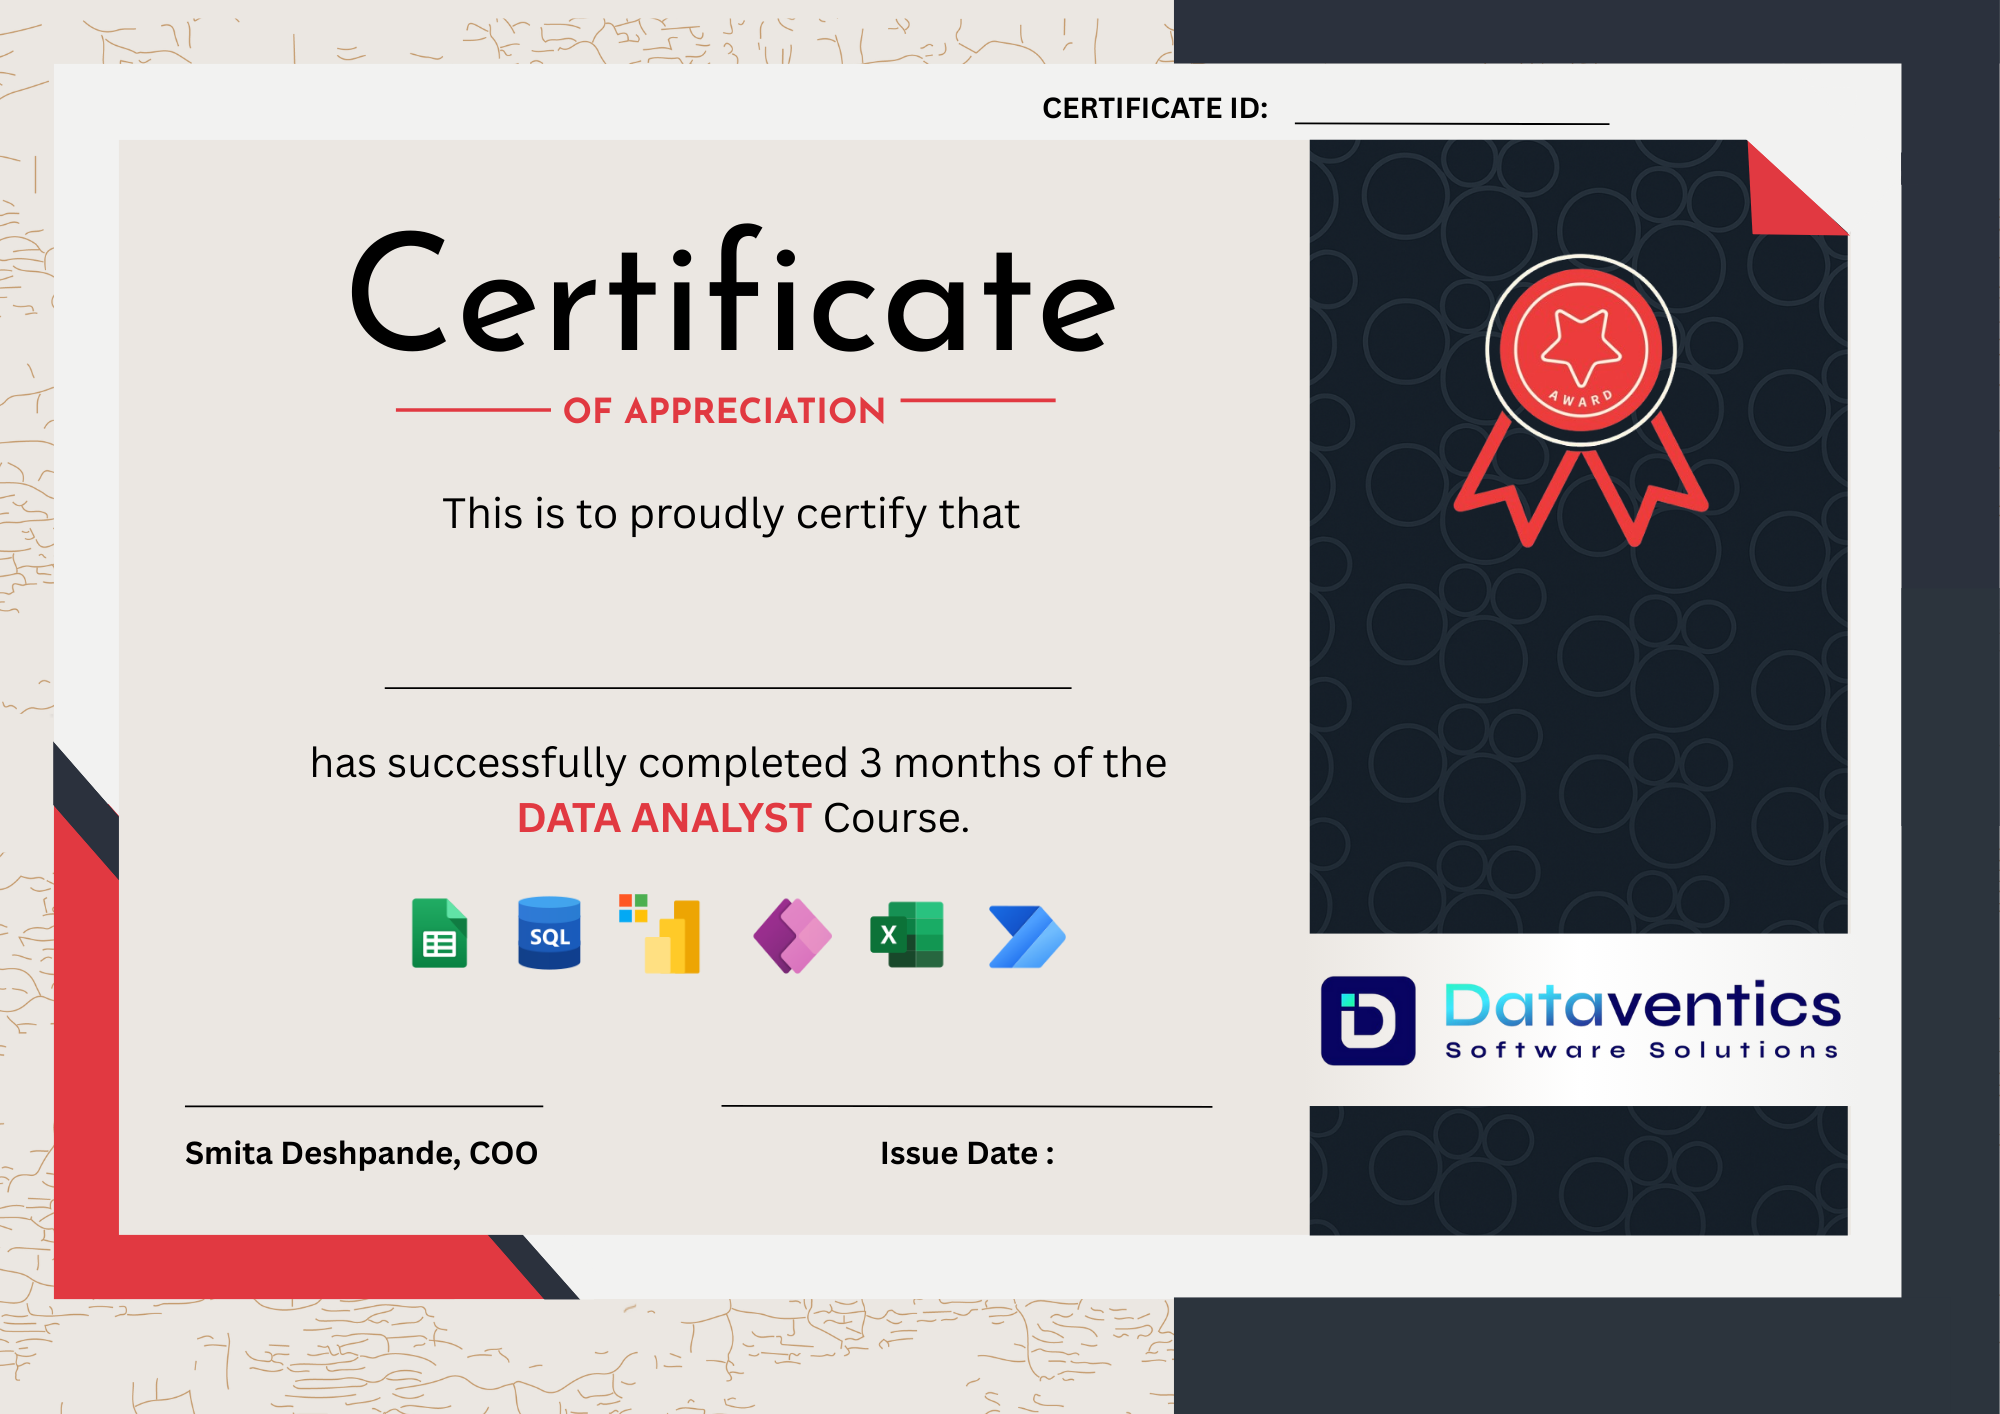 CERTIFICATE ID:
Certificate
OF APPRECIATION
This is to proudly certify that
has successfully completed 3 months of the
DATA ANALYST Course.
SQL
X
Smita Deshpande, COO
Issue Date :
AWARD
D
Dataventics
Software Solutions